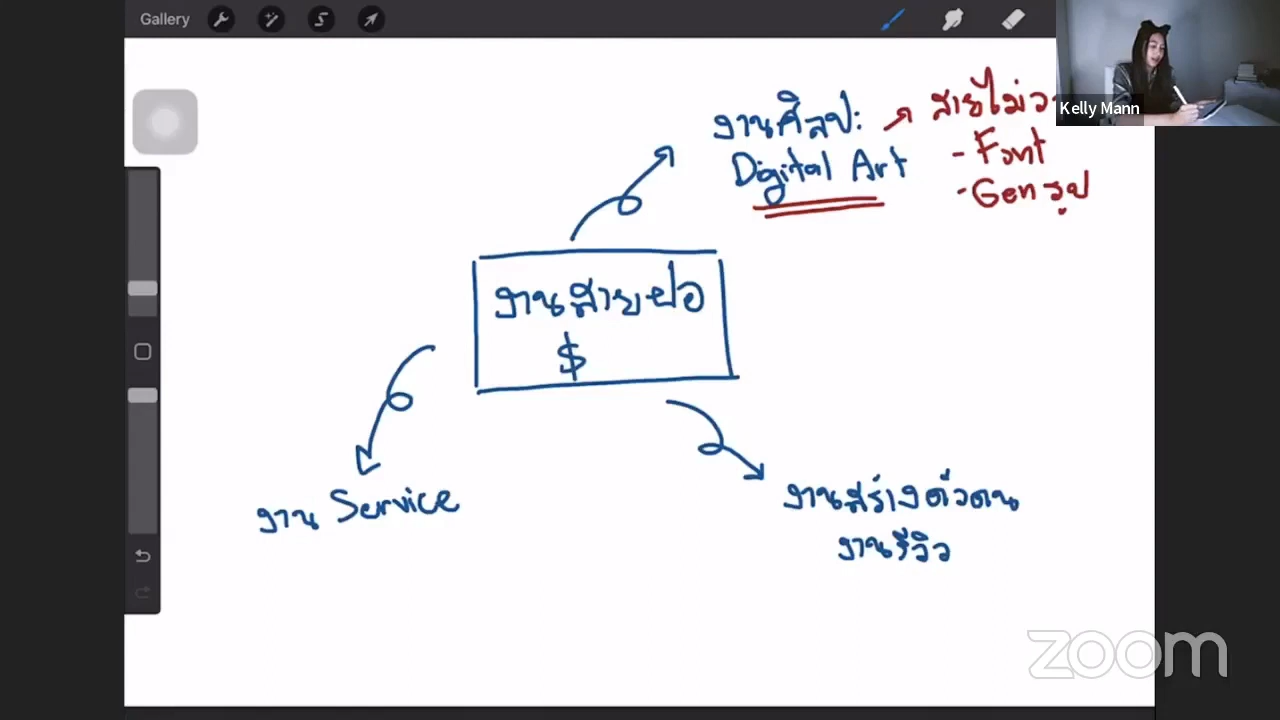 Gallery
Kelly Mann
งานศิลปะ:
Digital Art
สายไม่
- Font
- Gen รูป
งานสายฝอ
$
งาน Service
งานสร้างตัวตน
งานรีวิว
zoom